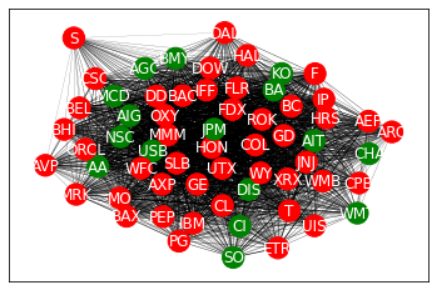 S
DAL
HAL
AGC
BMY
DOW
KO
F
CSC
MCD
DD
BAC
IFF
FLR
BA
IP
BEL
AIG
OXY
FDX
BC
HRS
BHI
NSC
MMM
JPM
ROK
GD
AIT
AEP
ARC
ORCL
USB
HON
COL
CHA
AVP
AA
WFC
SLB
UTX
WY
JNJ
MRK
MO
AXP
GE
DIS
XRX
WMB
CPB
BAX
PEP
IBM
CL
T
WMT
PG
CI
UIS
SO
ETR